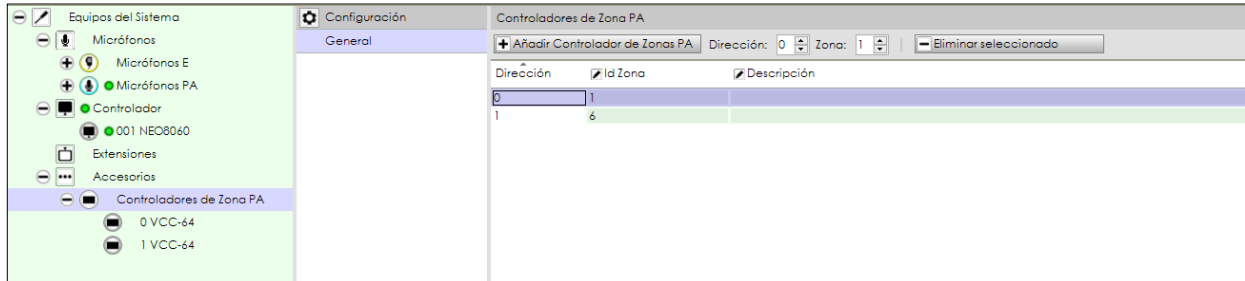 Equipos del Sistema
Micrófonos
Micrófonos E
Micrófonos PA
Controlador
001 NEO8060
Extensiones
Accesorios
Controladores de Zona PA
0 VCC-64
1 VCC-64
Configuración
General
Controladores de Zona PA
Añadir Controlador de Zonas PA Dirección: 0 Zona: 1 Eliminar seleccionado
Dirección Id Zona Descripción
0 1
1 6